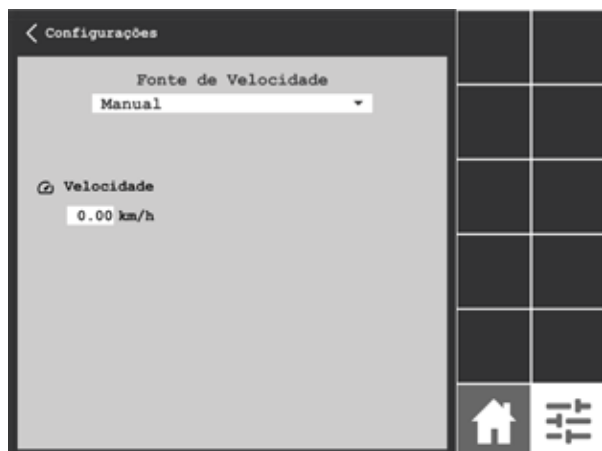 Configurações
Fonte de Velocidade
Manual
Velocidade
0.00 km/h